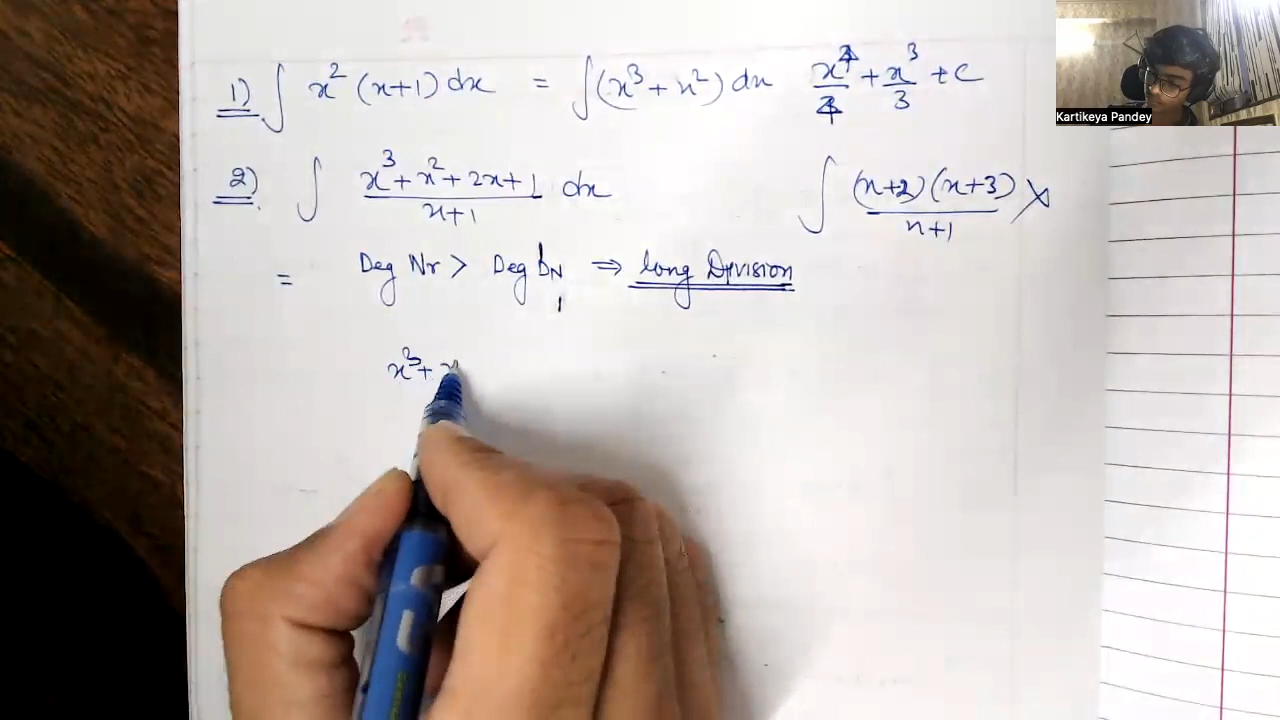 1) ∫ x² (x+1) dx = ∫(x³ + x²) dx x⁴/4 + x³/3 + c
2) ∫ x³ + x² + 2x + 1 / x+1 dx ∫ (x+2)(x+3) / x+1 ×
= Deg Nr > Deg DN ⇒ long Division
x³ + x
Kartikeya Pandey